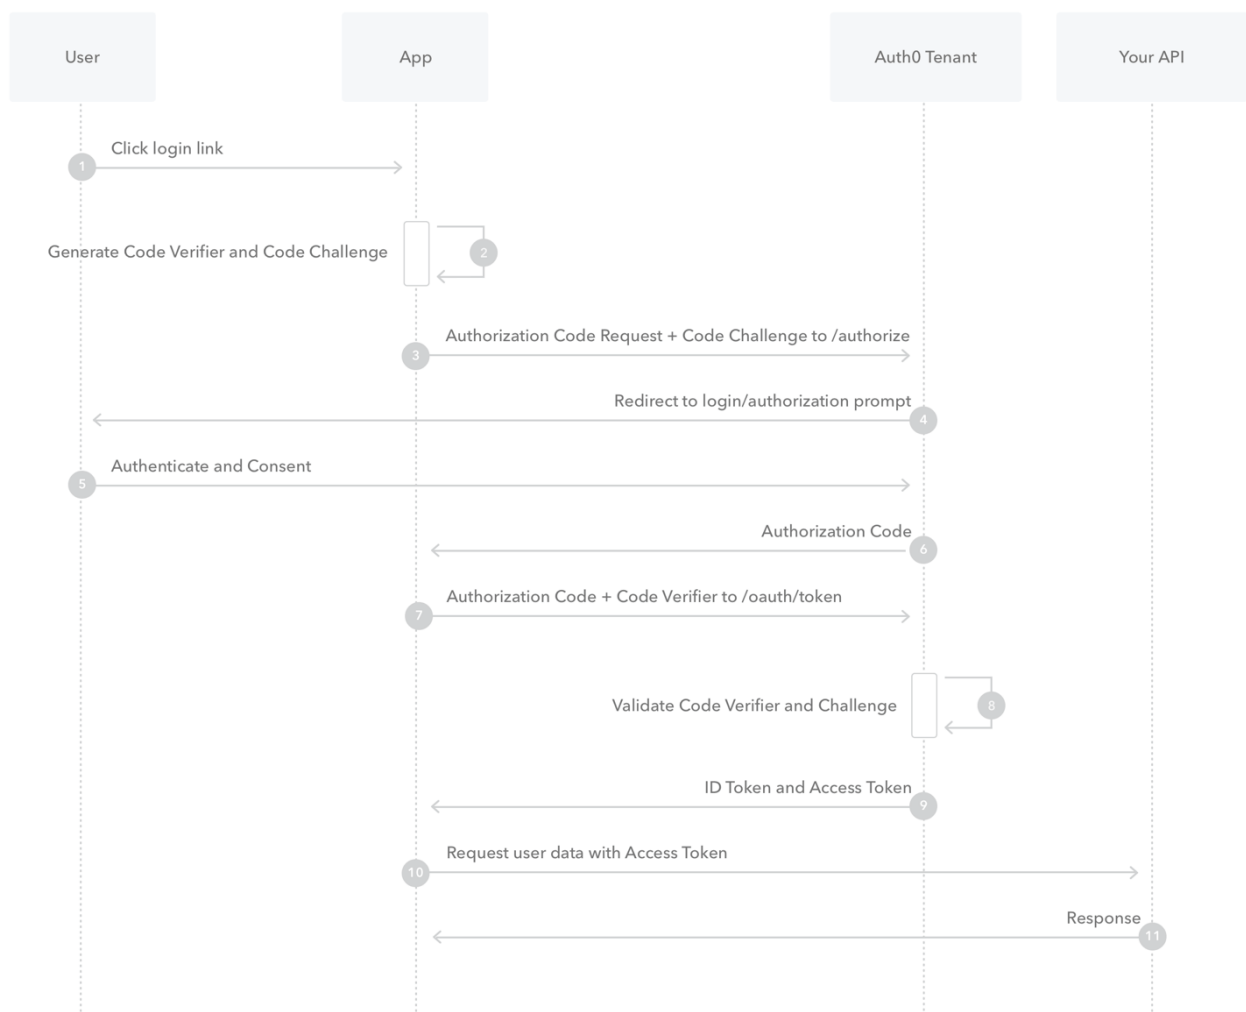 User
App
Auth0 Tenant
Your API
Click login link
1
Generate Code Verifier and Code Challenge
2
Authorization Code Request + Code Challenge to /authorize
3
Redirect to login/authorization prompt
4
Authenticate and Consent
5
Authorization Code
6
Authorization Code + Code Verifier to /oauth/token
7
Validate Code Verifier and Challenge
8
ID Token and Access Token
9
Request user data with Access Token
10
Response
11